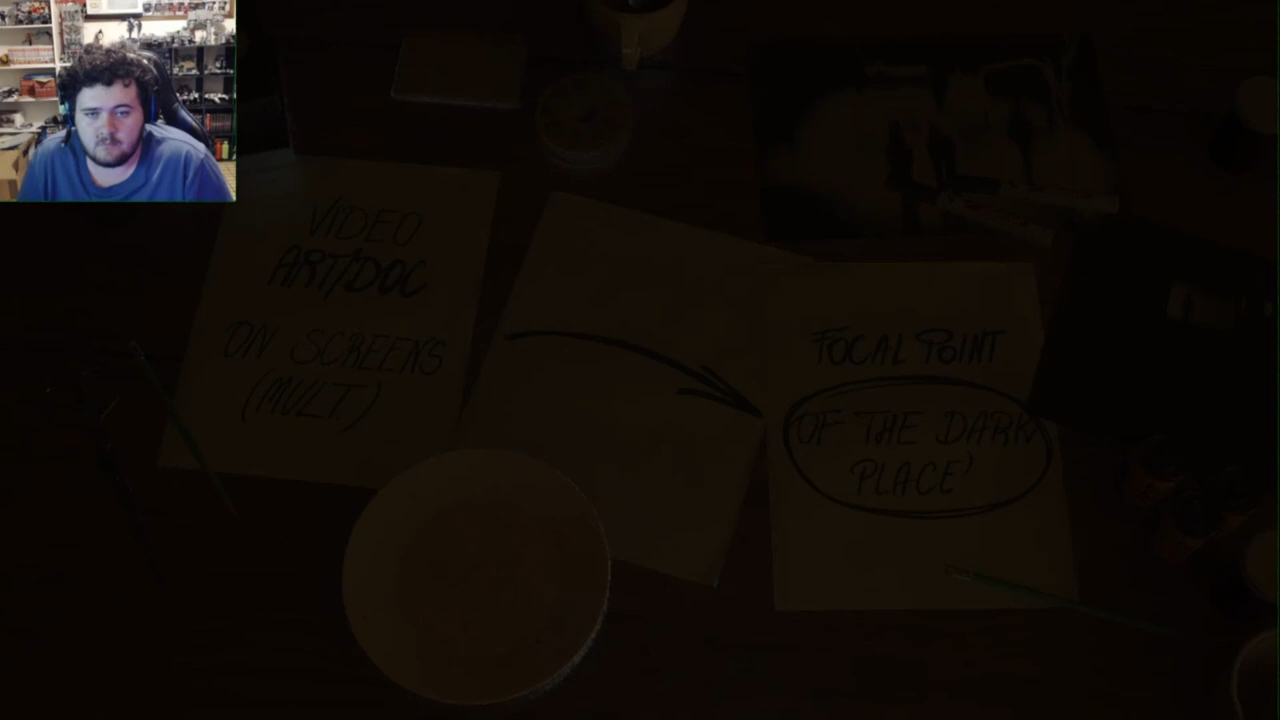 VIDEO
ART/DOC
ON SCREENS
(MULT.)
FOCAL POINT
OF THE DARK
PLACE'